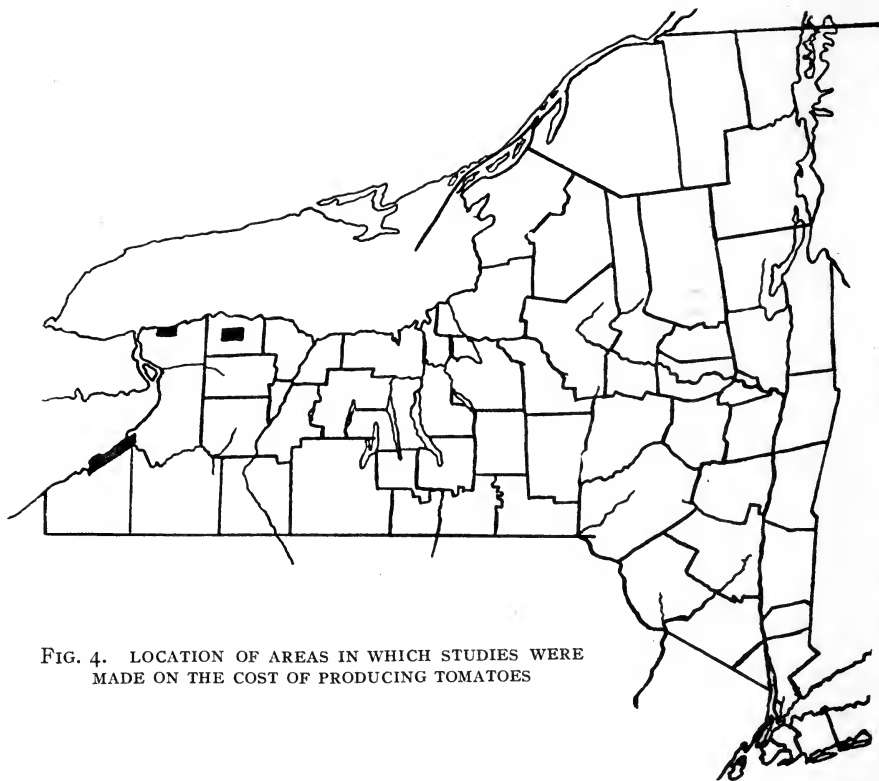 FIG. 4. LOCATION OF AREAS IN WHICH STUDIES WERE
MADE ON THE COST OF PRODUCING TOMATOES